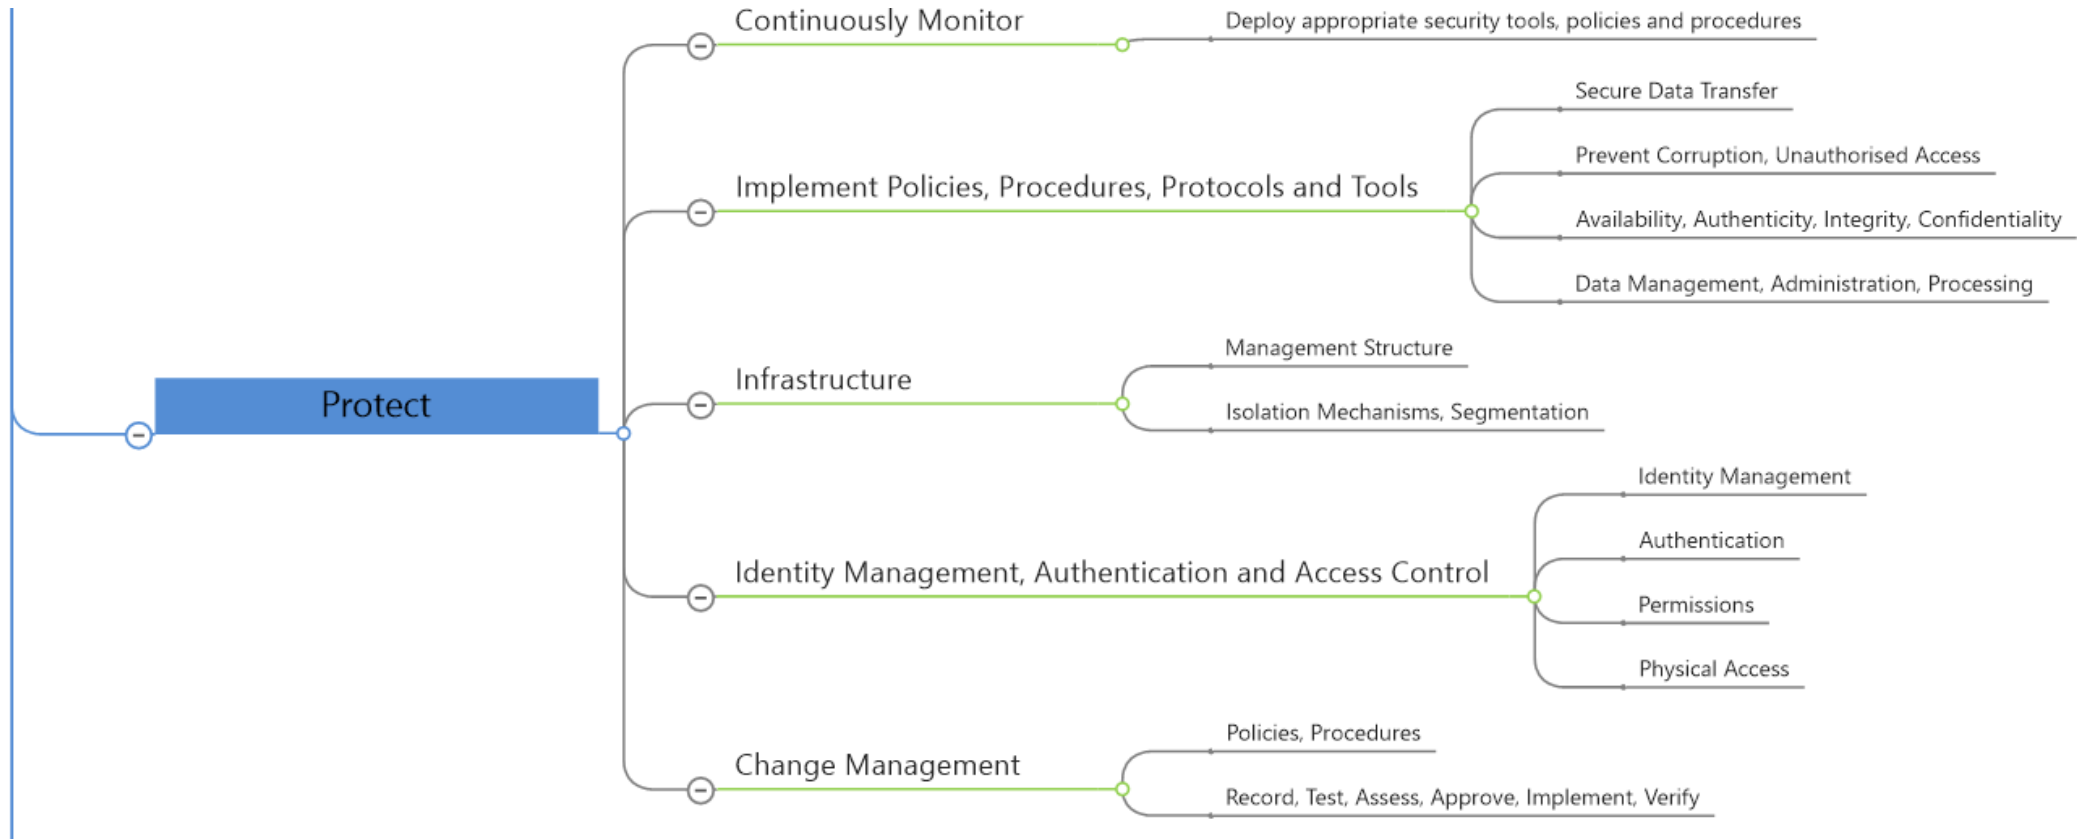 Continuously Monitor
Deploy appropriate security tools, policies and procedures
Implement Policies, Procedures, Protocols and Tools
Secure Data Transfer
Prevent Corruption, Unauthorised Access
Availability, Authenticity, Integrity, Confidentiality
Data Management, Administration, Processing
Protect
Infrastructure
Management Structure
Isolation Mechanisms, Segmentation
Identity Management, Authentication and Access Control
Identity Management
Authentication
Permissions
Physical Access
Change Management
Policies, Procedures
Record, Test, Assess, Approve, Implement, Verify